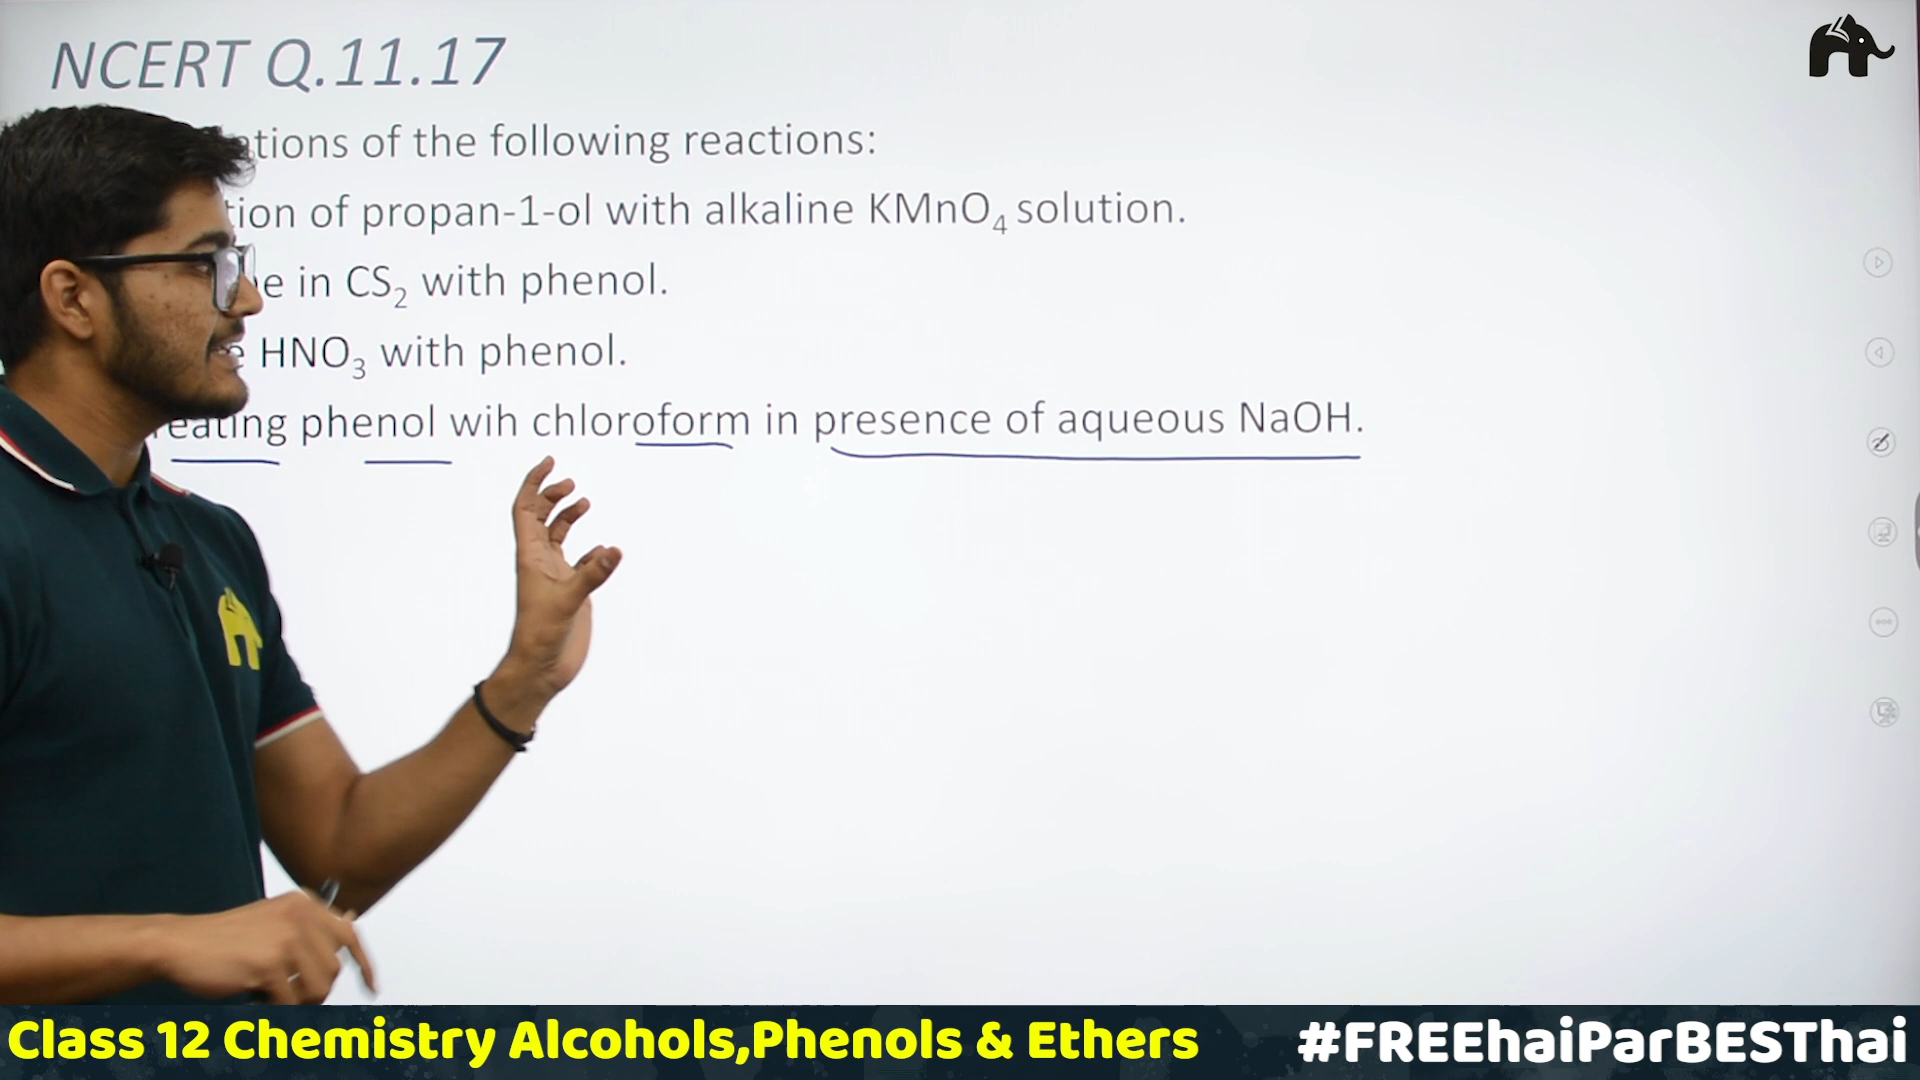 NCERT Q.11.17
ations of the following reactions:
tion of propan-1-ol with alkaline KMnO₄ solution.
e in CS₂ with phenol.
e HNO₃ with phenol.
eating phenol wih chloroform in presence of aqueous NaOH.
Class 12 Chemistry Alcohols,Phenols & Ethers #FREEhaiParBESThai